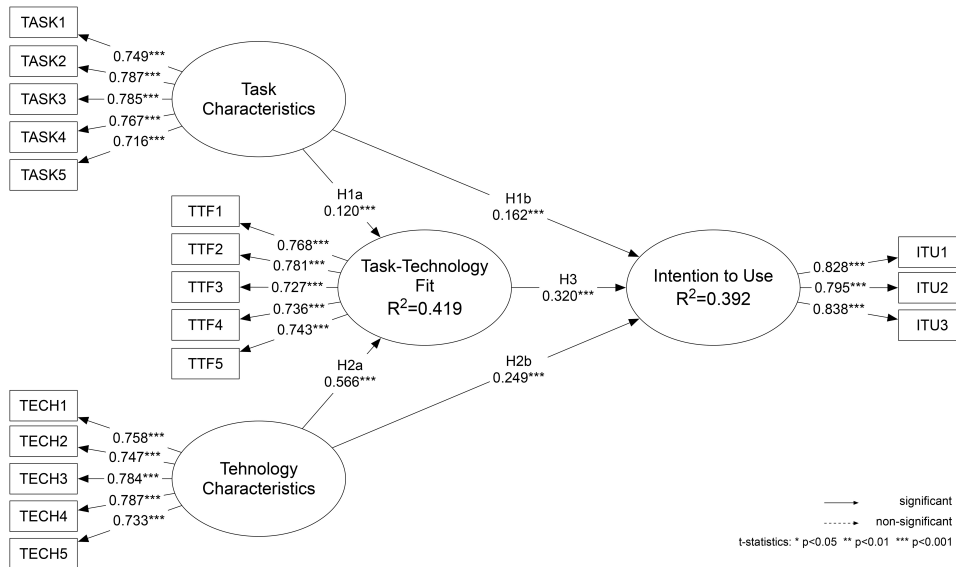 TASK1
TASK2
TASK3
TASK4
TASK5
0.749***
0.787***
0.785***
0.767***
0.716***
Task
Characteristics
H1a
0.120***
H1b
0.162***
TTF1
TTF2
TTF3
TTF4
TTF5
0.768***
0.781***
0.727***
0.736***
0.743***
Task-Technology
Fit
R²=0.419
H3
0.320***
Intention to Use
R²=0.392
0.828***
0.795***
0.838***
ITU1
ITU2
ITU3
H2a
0.566***
H2b
0.249***
TECH1
TECH2
TECH3
TECH4
TECH5
0.758***
0.747***
0.784***
0.787***
0.733***
Tehnology
Characteristics
significant
non-significant
t-statistics: * p<0.05 ** p<0.01 *** p<0.001